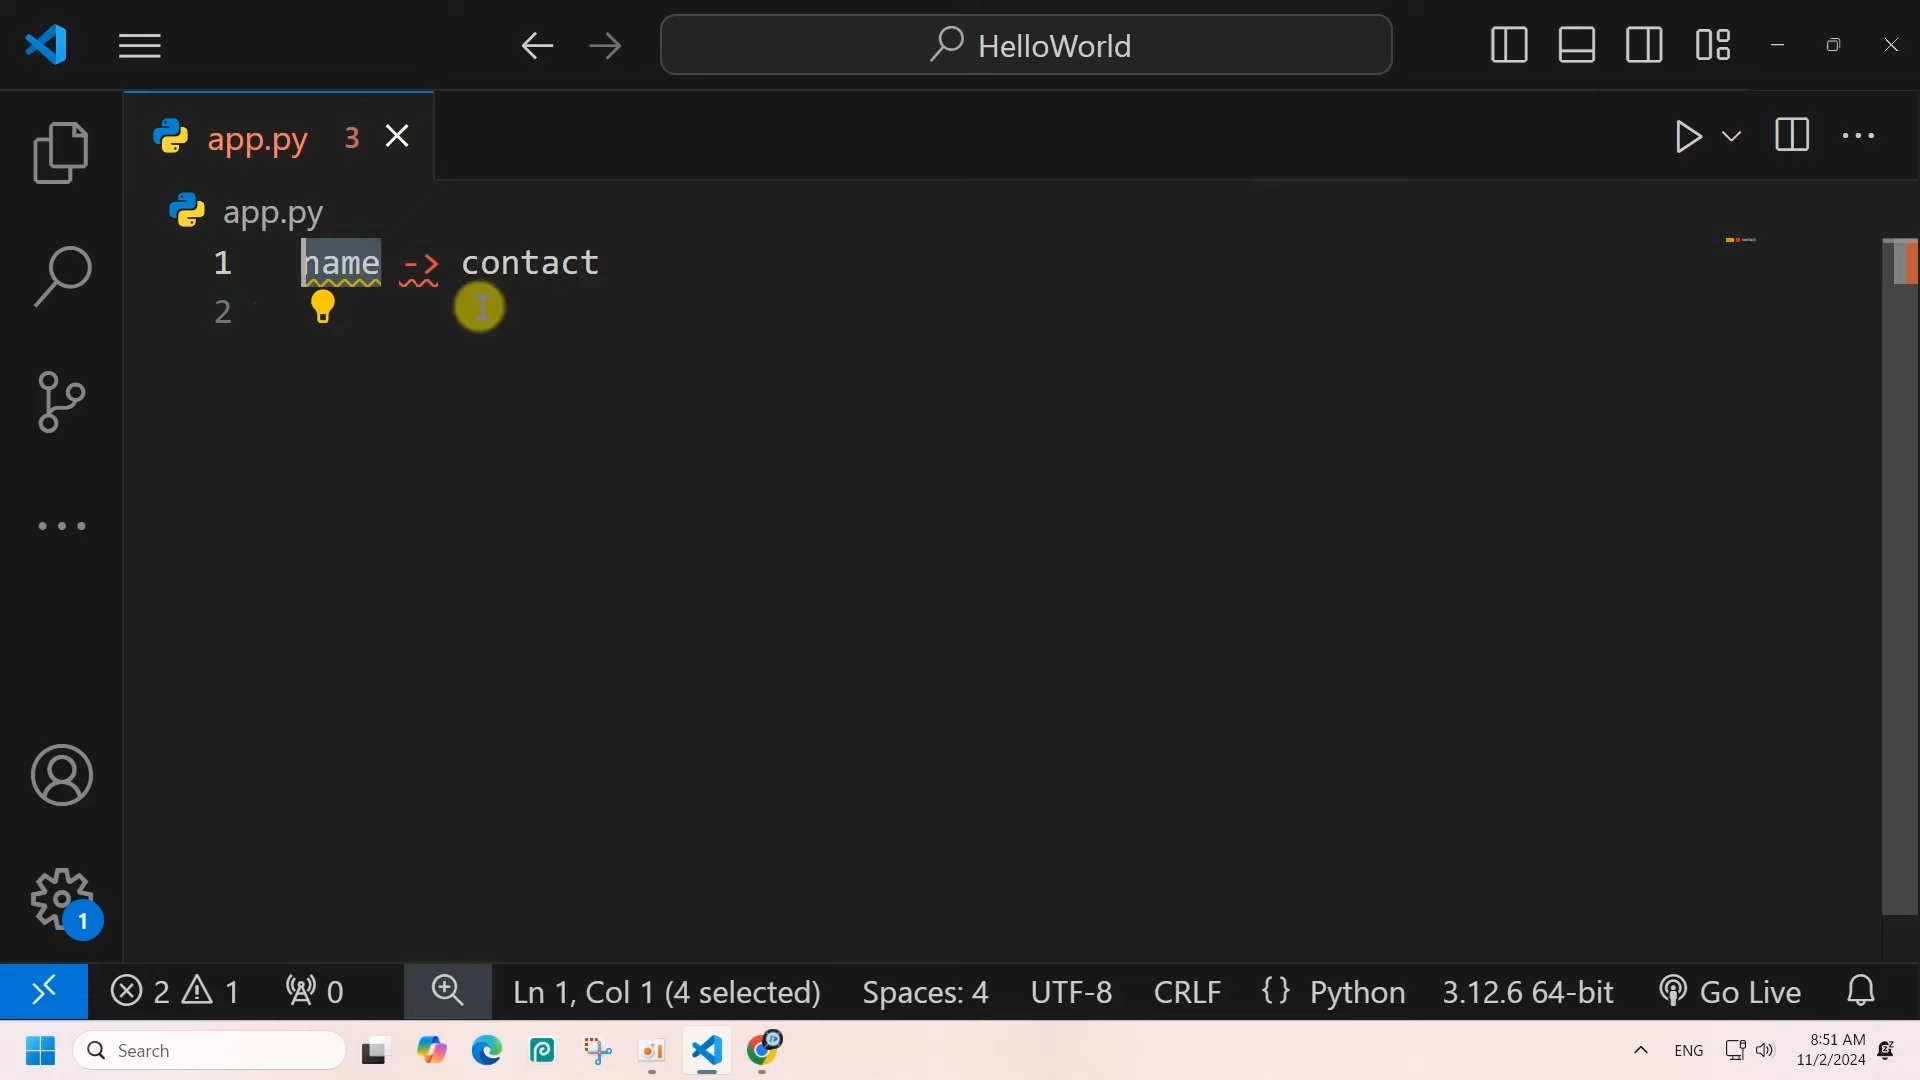 HelloWorld
app.py 3
app.py
1 name -> contact
2
1
2 1 0 Ln 1, Col 1 (4 selected) Spaces: 4 UTF-8 CRLF {} Python 3.12.6 64-bit Go Live
Search
ENG
8:51 AM
11/2/2024